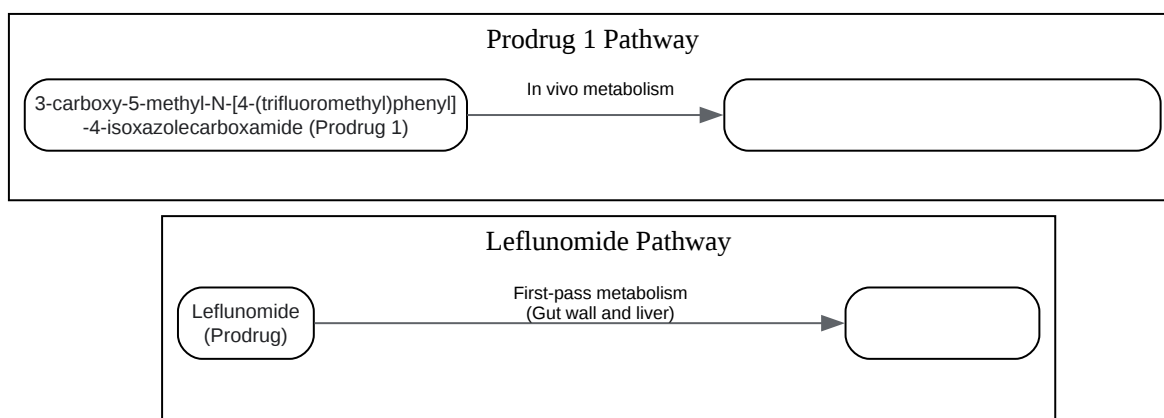 Prodrug 1 Pathway
3-carboxy-5-methyl-N-[4-(trifluoromethyl)phenyl]
-4-isoxazolecarboxamide (Prodrug 1)
In vivo metabolism
Leflunomide Pathway
Leflunomide
(Prodrug)
First-pass metabolism
(Gut wall and liver)